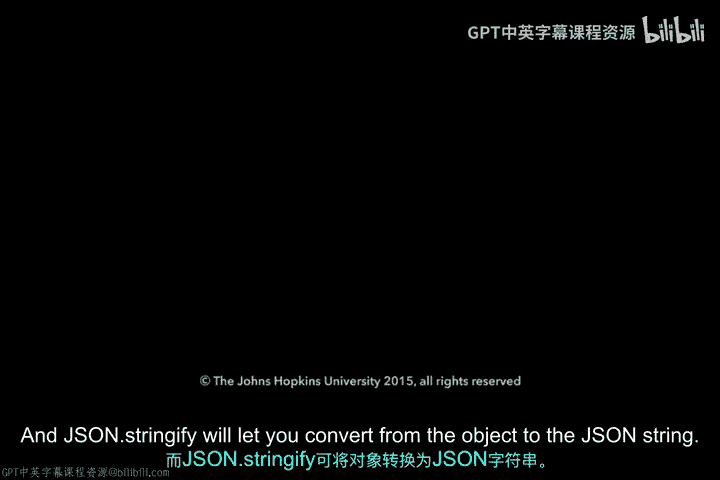 GPT中英字幕课程资源 bilibili
© The Johns Hopkins University 2015, all rights reserved
And JSON.stringify will let you convert from the object to the JSON string.
而JSON.stringify可将对象转换为JSON字符串。
GPT中英字幕课程资源@bilibili.com